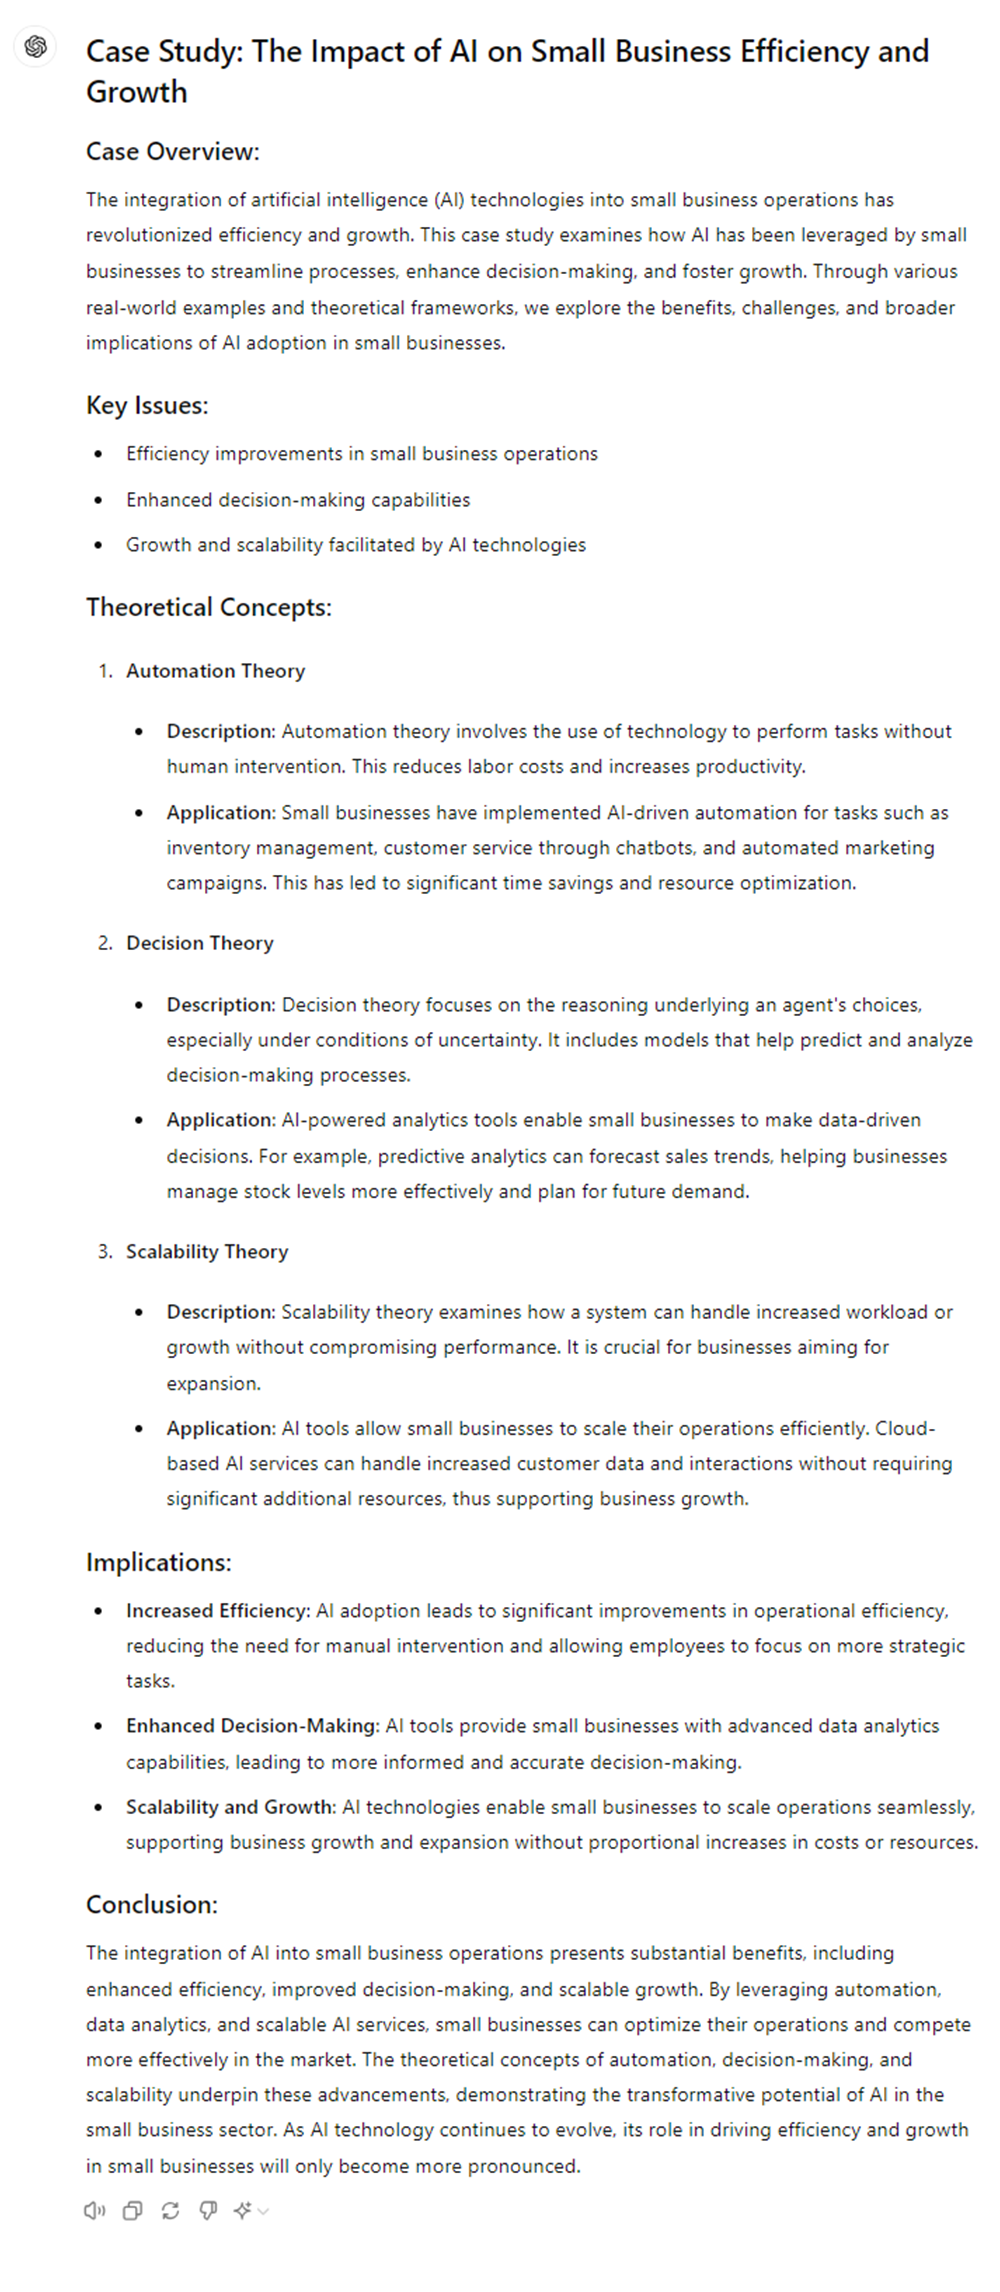 Case Study: The Impact of AI on Small Business Efficiency and
Growth
Case Overview:
The integration of artificial intelligence (AI) technologies into small business operations has
revolutionized efficiency and growth. This case study examines how AI has been leveraged by small
businesses to streamline processes, enhance decision-making, and foster growth. Through various
real-world examples and theoretical frameworks, we explore the benefits, challenges, and broader
implications of AI adoption in small businesses.
Key Issues:
• Efficiency improvements in small business operations
• Enhanced decision-making capabilities
• Growth and scalability facilitated by AI technologies
Theoretical Concepts:
1. Automation Theory
• Description: Automation theory involves the use of technology to perform tasks without
human intervention. This reduces labor costs and increases productivity.
• Application: Small businesses have implemented AI-driven automation for tasks such as
inventory management, customer service through chatbots, and automated marketing
campaigns. This has led to significant time savings and resource optimization.
2. Decision Theory
• Description: Decision theory focuses on the reasoning underlying an agent's choices,
especially under conditions of uncertainty. It includes models that help predict and analyze
decision-making processes.
• Application: AI-powered analytics tools enable small businesses to make data-driven
decisions. For example, predictive analytics can forecast sales trends, helping businesses
manage stock levels more effectively and plan for future demand.
3. Scalability Theory
• Description: Scalability theory examines how a system can handle increased workload or
growth without compromising performance. It is crucial for businesses aiming for
expansion.
• Application: AI tools allow small businesses to scale their operations efficiently. Cloud-
based AI services can handle increased customer data and interactions without requiring
significant additional resources, thus supporting business growth.
Implications:
• Increased Efficiency: AI adoption leads to significant improvements in operational efficiency,
reducing the need for manual intervention and allowing employees to focus on more strategic
tasks.
• Enhanced Decision-Making: AI tools provide small businesses with advanced data analytics
capabilities, leading to more informed and accurate decision-making.
• Scalability and Growth: AI technologies enable small businesses to scale operations seamlessly,
supporting business growth and expansion without proportional increases in costs or resources.
Conclusion:
The integration of AI into small business operations presents substantial benefits, including
enhanced efficiency, improved decision-making, and scalable growth. By leveraging automation,
data analytics, and scalable AI services, small businesses can optimize their operations and compete
more effectively in the market. The theoretical concepts of automation, decision-making, and
scalability underpin these advancements, demonstrating the transformative potential of AI in the
small business sector. As AI technology continues to evolve, its role in driving efficiency and growth
in small businesses will only become more pronounced.